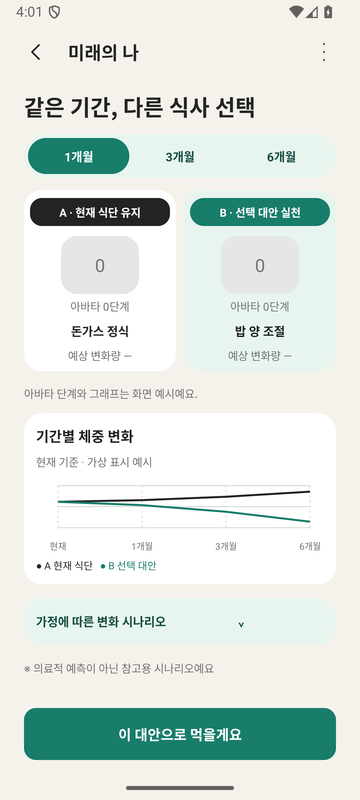 4:01
미래의 나
같은 기간, 다른 식사 선택
1개월 3개월 6개월
A · 현재 식단 유지
0
아바타 0단계
돈가스 정식
예상 변화량 —
B · 선택 대안 실천
0
아바타 0단계
밥 양 조절
예상 변화량 —
아바타 단계와 그래프는 화면 예시예요.
기간별 체중 변화
현재 기준 · 가상 표시 예시
현재 1개월 3개월 6개월
● A 현재 식단 ● B 선택 대안
가정에 따른 변화 시나리오
※ 의료적 예측이 아닌 참고용 시나리오예요
이 대안으로 먹을게요